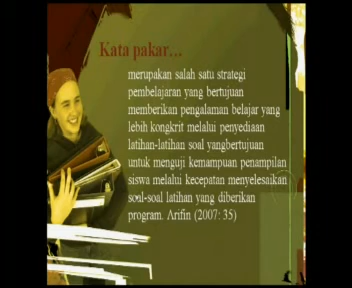 Kata pakar...
merupakan salah satu strategi
pembelajaran yang bertujuan
memberikan pengalaman belajar yang
lebih kongkrit melalui penyediaan
latihan-latihan soal yangbertujuan
untuk menguji kemampuan penampilan
siswa melalui kecepatan menyelesaikan
soal-soal latihan yang diberikan
program. Arifin (2007: 35)